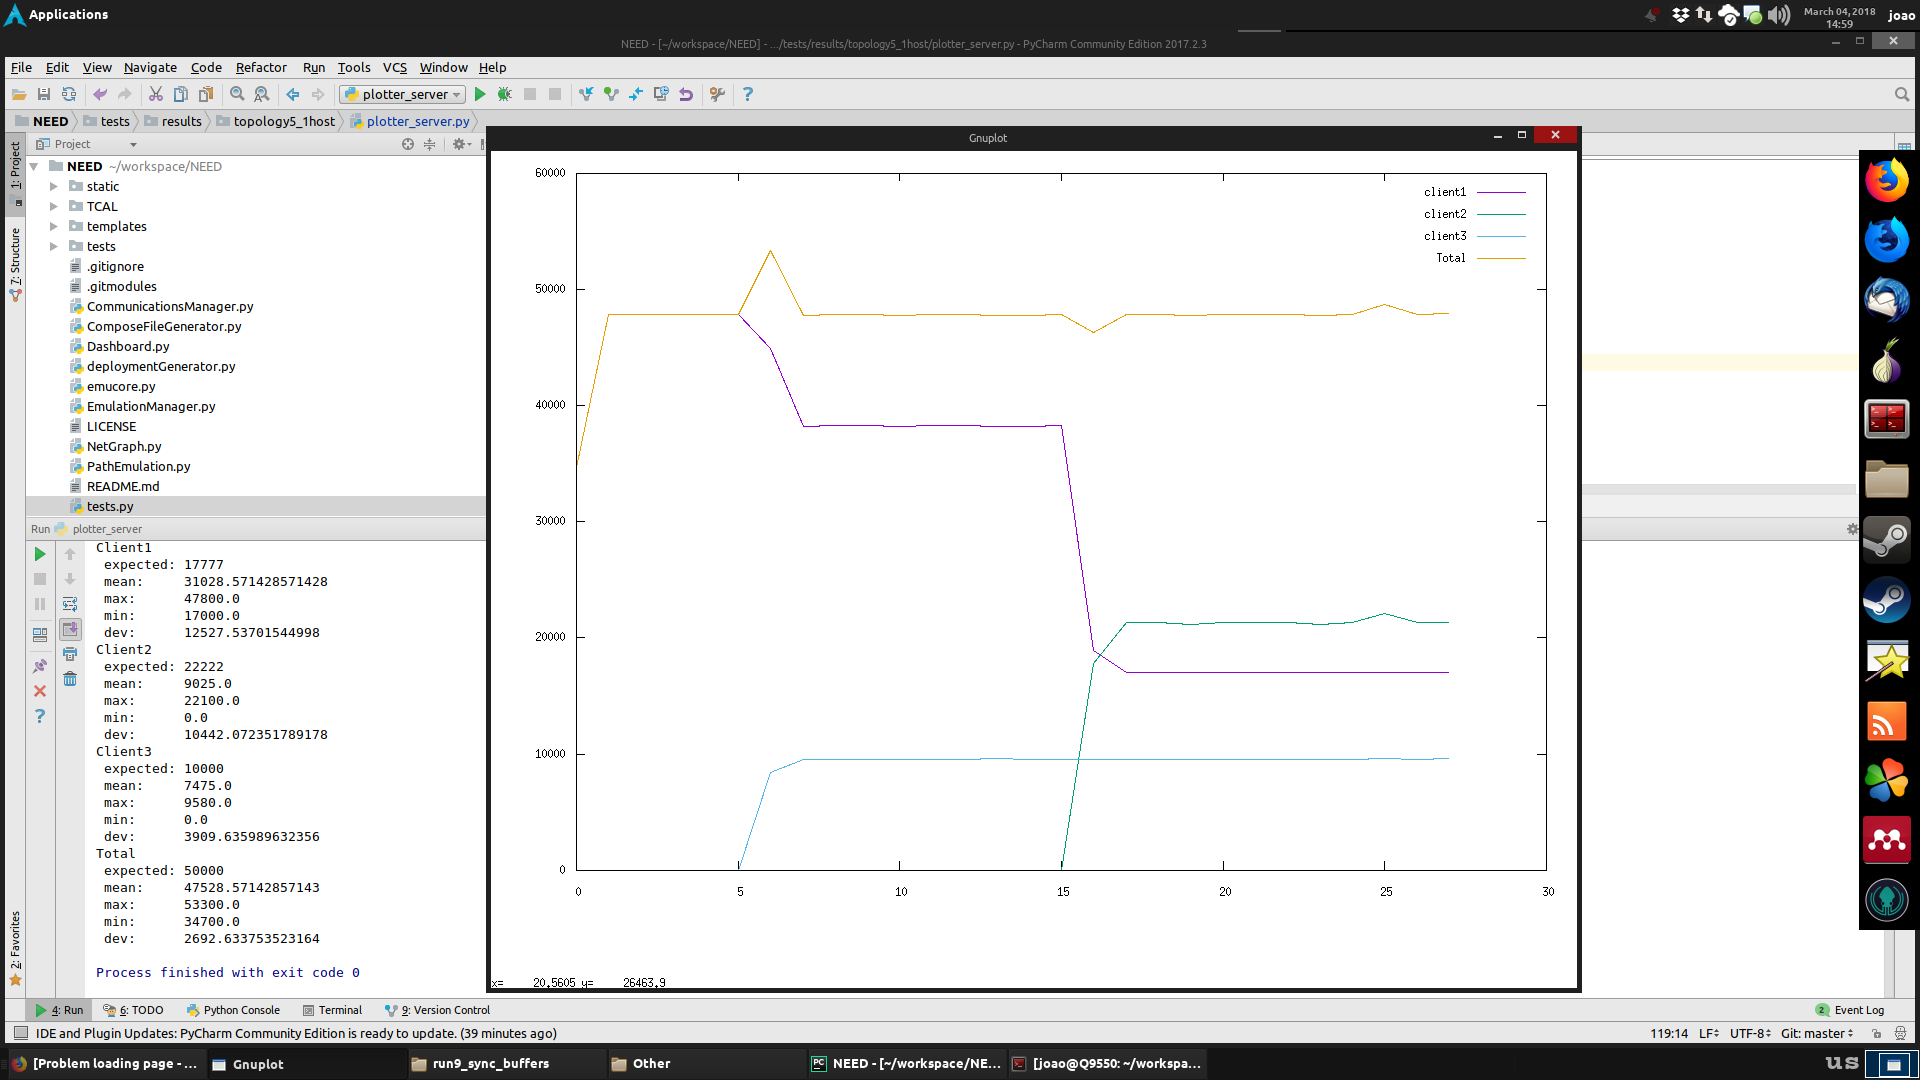 Applications
March 04, 2018
14:59
joao
NEED - [~/workspace/NEED] - .../tests/results/topology5_1host/plotter_server.py - PyCharm Community Edition 2017.2.3
File Edit View Navigate Code Refactor Run Tools VCS Window Help
plotter_server
NEED tests results topology5_1host plotter_server.py
Gnuplot
1: Project
7: Structure
2: Favorites
Project
NEED ~/workspace/NEED
static
TCAL
templates
tests
.gitignore
.gitmodules
CommunicationsManager.py
ComposeFileGenerator.py
Dashboard.py
deploymentGenerator.py
emucore.py
EmulationManager.py
LICENSE
NetGraph.py
PathEmulation.py
README.md
tests.py
Run plotter_server
Client1
expected: 17777
mean: 31028.571428571428
max: 47800.0
min: 17000.0
dev: 12527.53701544998
Client2
expected: 22222
mean: 9025.0
max: 22100.0
min: 0.0
dev: 10442.072351789178
Client3
expected: 10000
mean: 7475.0
max: 9580.0
min: 0.0
dev: 3909.635989632356
Total
expected: 50000
mean: 47528.57142857143
max: 53300.0
min: 34700.0
dev: 2692.633753523164
Process finished with exit code 0
60000
50000
40000
30000
20000
10000
0
0 5 10 15 20 25 30
client1
client2
client3
Total
x= 20.5605 y= 26463.9
4: Run 6: TODO Python Console Terminal 9: Version Control
2 Event Log
IDE and Plugin Updates: PyCharm Community Edition is ready to update. (39 minutes ago)
119:14 LF UTF-8 Git: master
[Problem loading page - ...
Gnuplot
run9_sync_buffers
Other
NEED - [~/workspace/NE...
[joao@Q9550: ~/workspa...
us